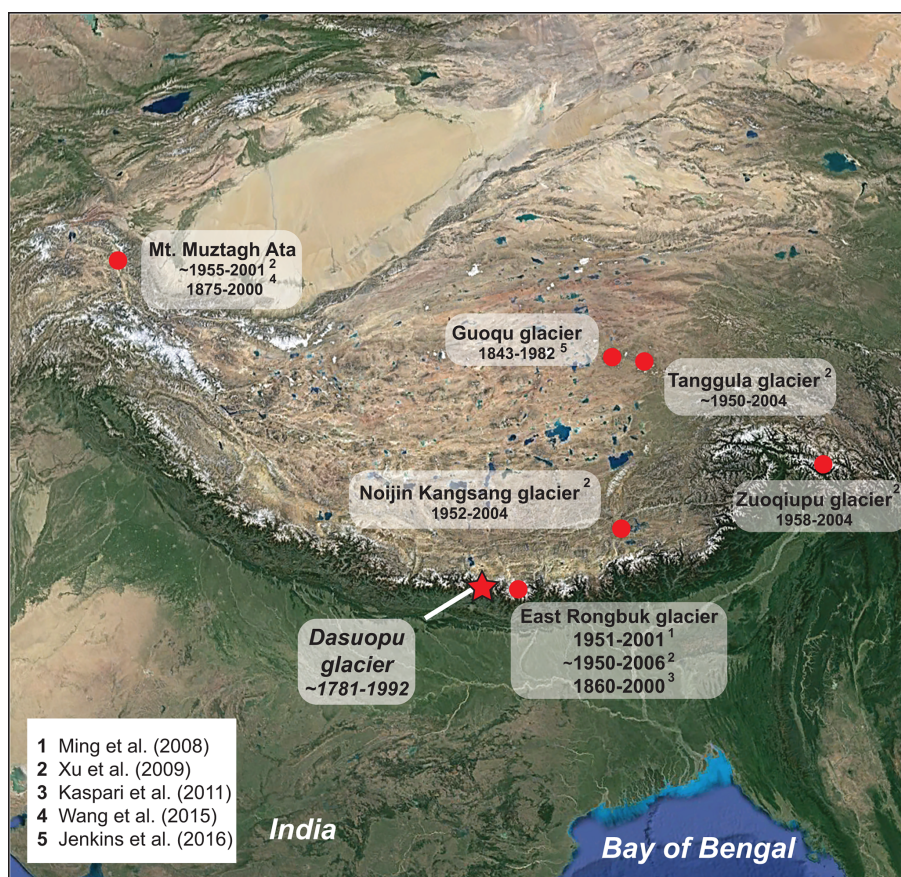 Mt. Muztagh Ata
~1955-2001 2
1875-2000 4
Guoqu glacier
1843-1982 5
Tanggula glacier 2
~1950-2004
Noijin Kangsang glacier 2
1952-2004
Zuoqiupu glacier 2
1958-2004
East Rongbuk glacier
1951-2001 1
~1950-2006 2
1860-2000 3
Dasuopu
glacier
~1781-1992
1 Ming et al. (2008)
2 Xu et al. (2009)
3 Kaspari et al. (2011)
4 Wang et al. (2015)
5 Jenkins et al. (2016)
India
Bay of Bengal